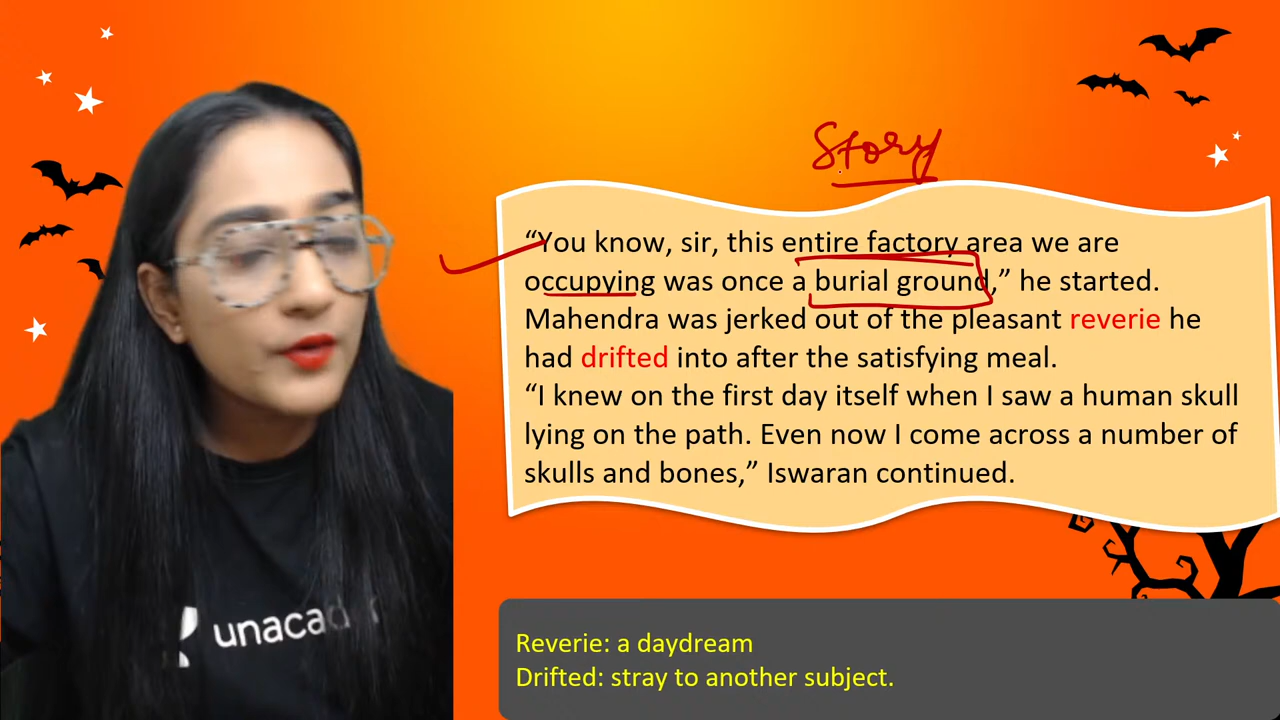 Story
“You know, sir, this entire factory area we are
occupying was once a burial ground,” he started.
Mahendra was jerked out of the pleasant reverie he
had drifted into after the satisfying meal.
“I knew on the first day itself when I saw a human skull
lying on the path. Even now I come across a number of
skulls and bones,” Iswaran continued.
Reverie: a daydream
Drifted: stray to another subject.